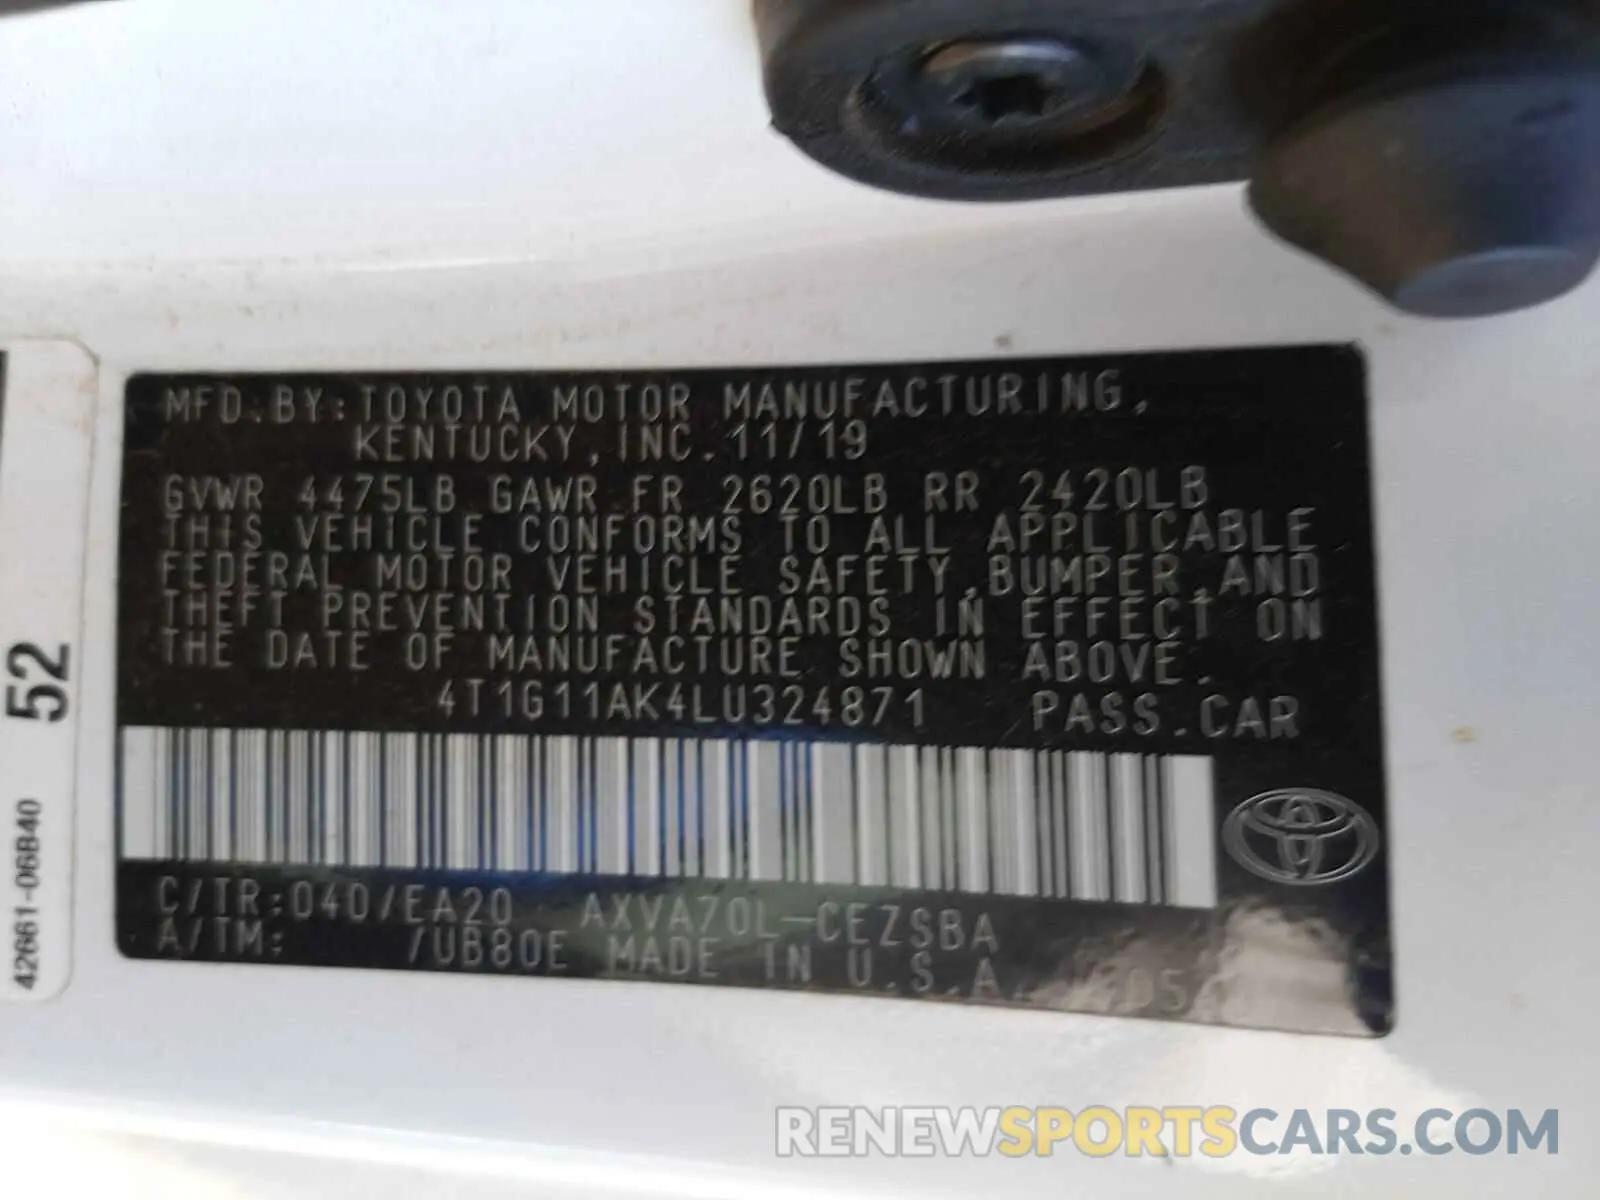 MFD.BY:TOYOTA MOTOR MANUFACTURING,
KENTUCKY,INC.11/19
GVWR 4475LB GAWR FR 2620LB RR 2420LB
THIS VEHICLE CONFORMS TO ALL APPLICABLE
FEDERAL MOTOR VEHICLE SAFETY,BUMPER,AND
THEFT PREVENTION STANDARDS IN EFFECT ON
THE DATE OF MANUFACTURE SHOWN ABOVE.
4T1G11AK4LU324871 PASS.CAR
C/TR:040/EA20 AXVA70L-CEZSBA
A/TM: /UB80E MADE IN U.S.A.
52
42661-06B40
RENEWSPORTSCARS.COM